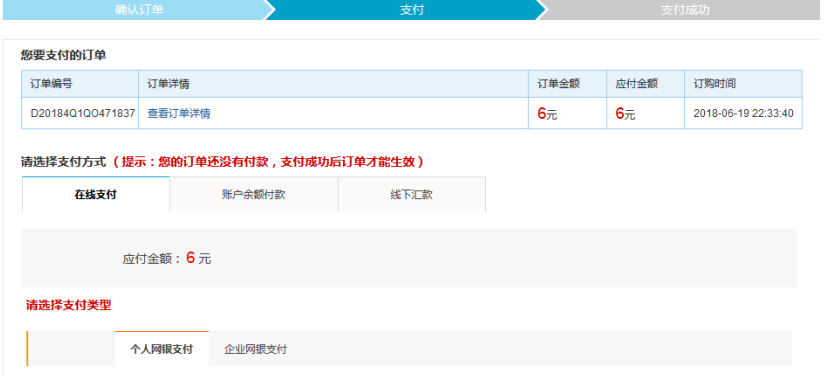 确认订单 支付 支付成功
您要支付的订单
订单编号 订单详情 订单金额 应付金额 订购时间
D20184Q1QO471837 查看订单详情 6元 6元 2018-06-19 22:33:40
请选择支付方式（提示：您的订单还没有付款，支付成功后订单才能生效）
在线支付 账户余额付款 线下汇款
应付金额：6 元
请选择支付类型
个人网银支付 企业网银支付